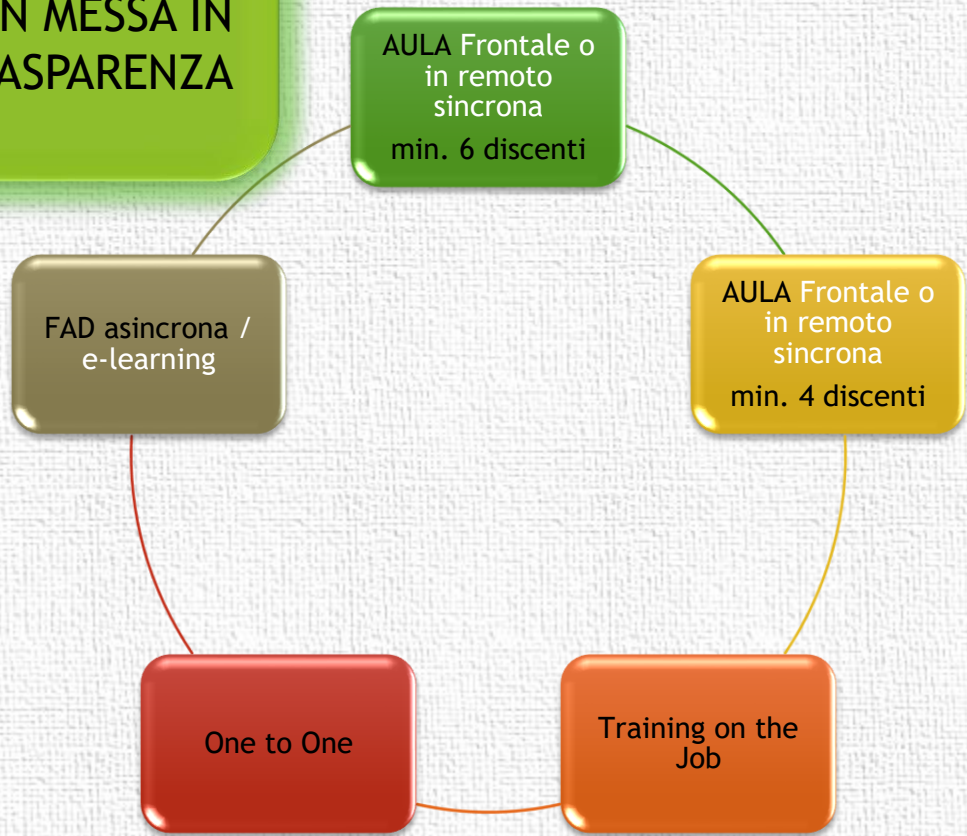 N MESSA IN
ASPARENZA
AULA Frontale o
in remoto
sincrona
min. 6 discenti
FAD asincrona /
e-learning
AULA Frontale o
in remoto
sincrona
min. 4 discenti
One to One
Training on the
Job